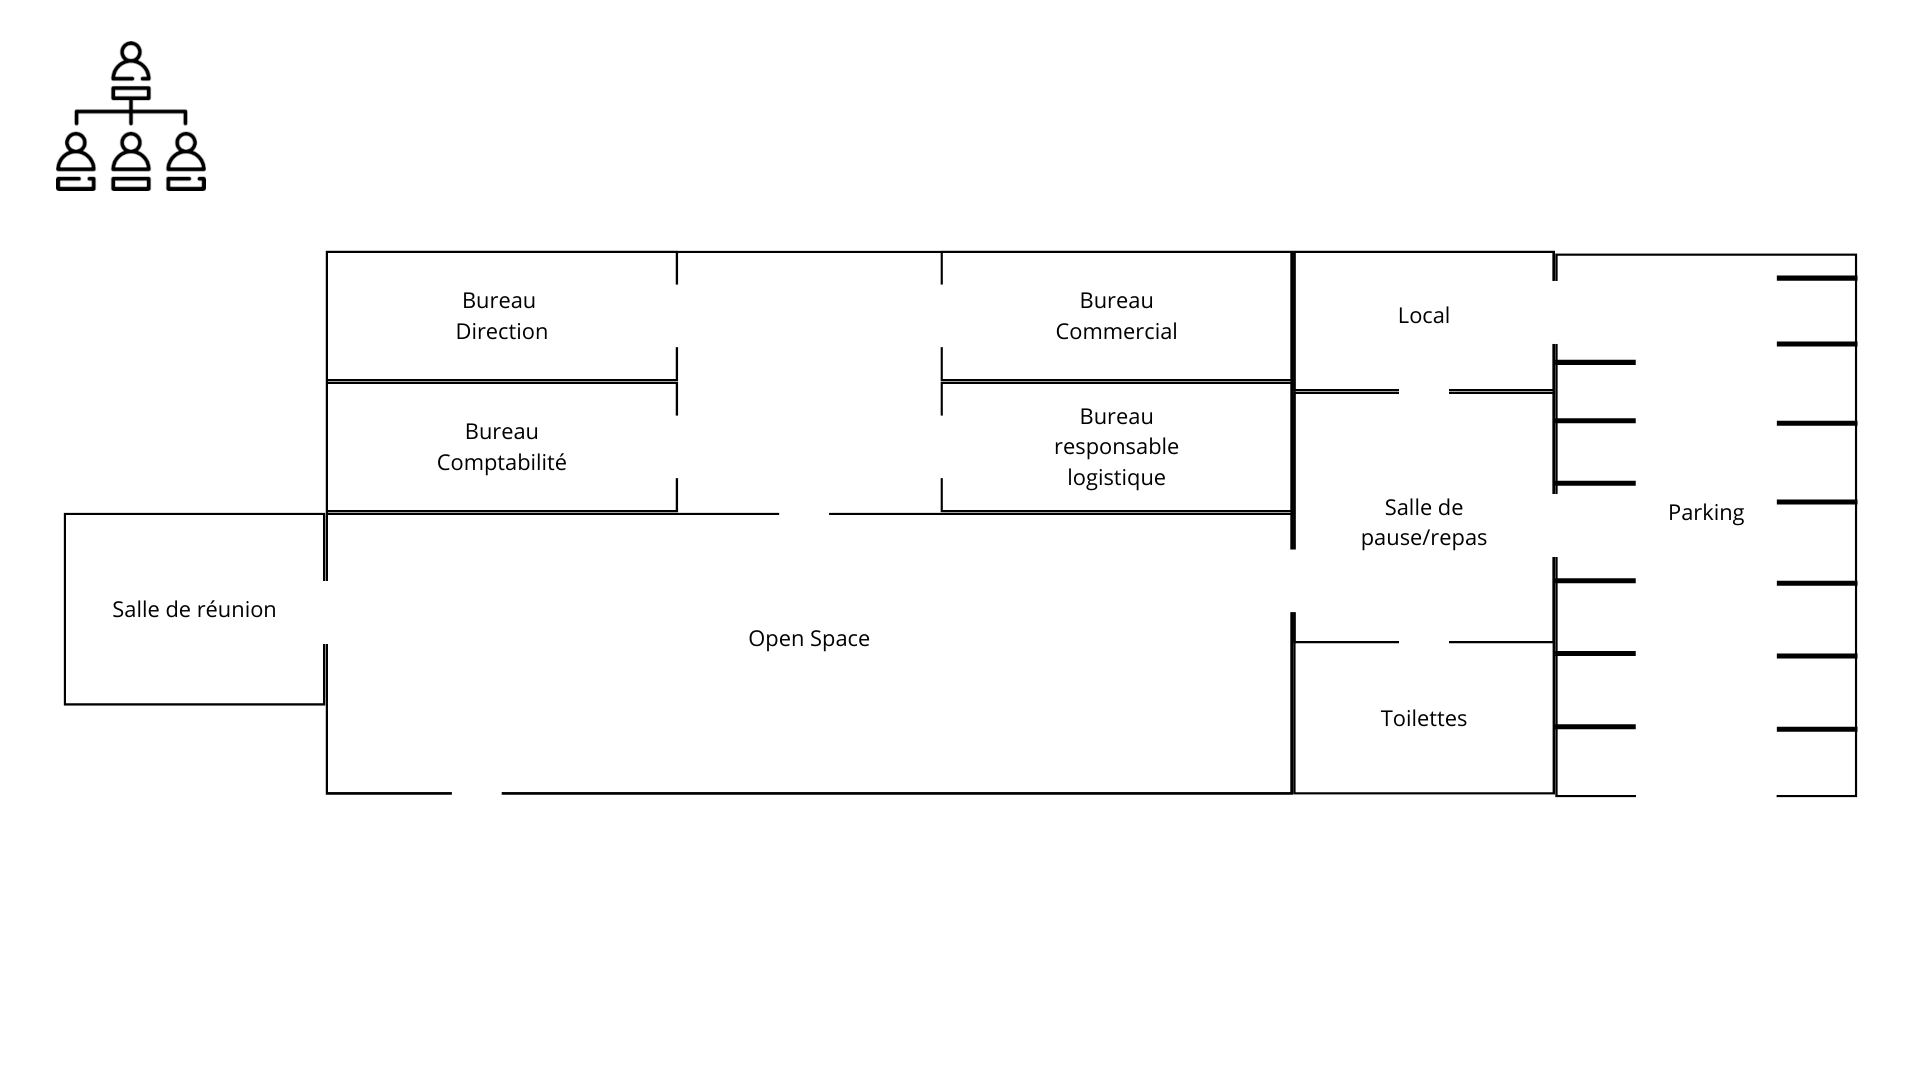 Bureau
Direction
Bureau
Commercial
Local
Bureau
Comptabilité
Bureau
responsable
logistique
Salle de
pause/repas
Parking
Salle de réunion
Open Space
Toilettes